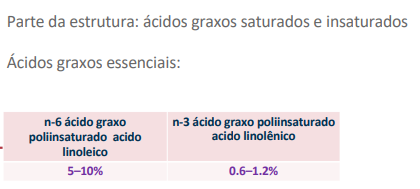 Parte da estrutura: ácidos graxos saturados e insaturados
Ácidos graxos essenciais:
n-6 ácido graxo
poliinsaturado acido
linoleico
n-3 ácido graxo poliinsaturado
acido linolênico
5–10%
0.6–1.2%